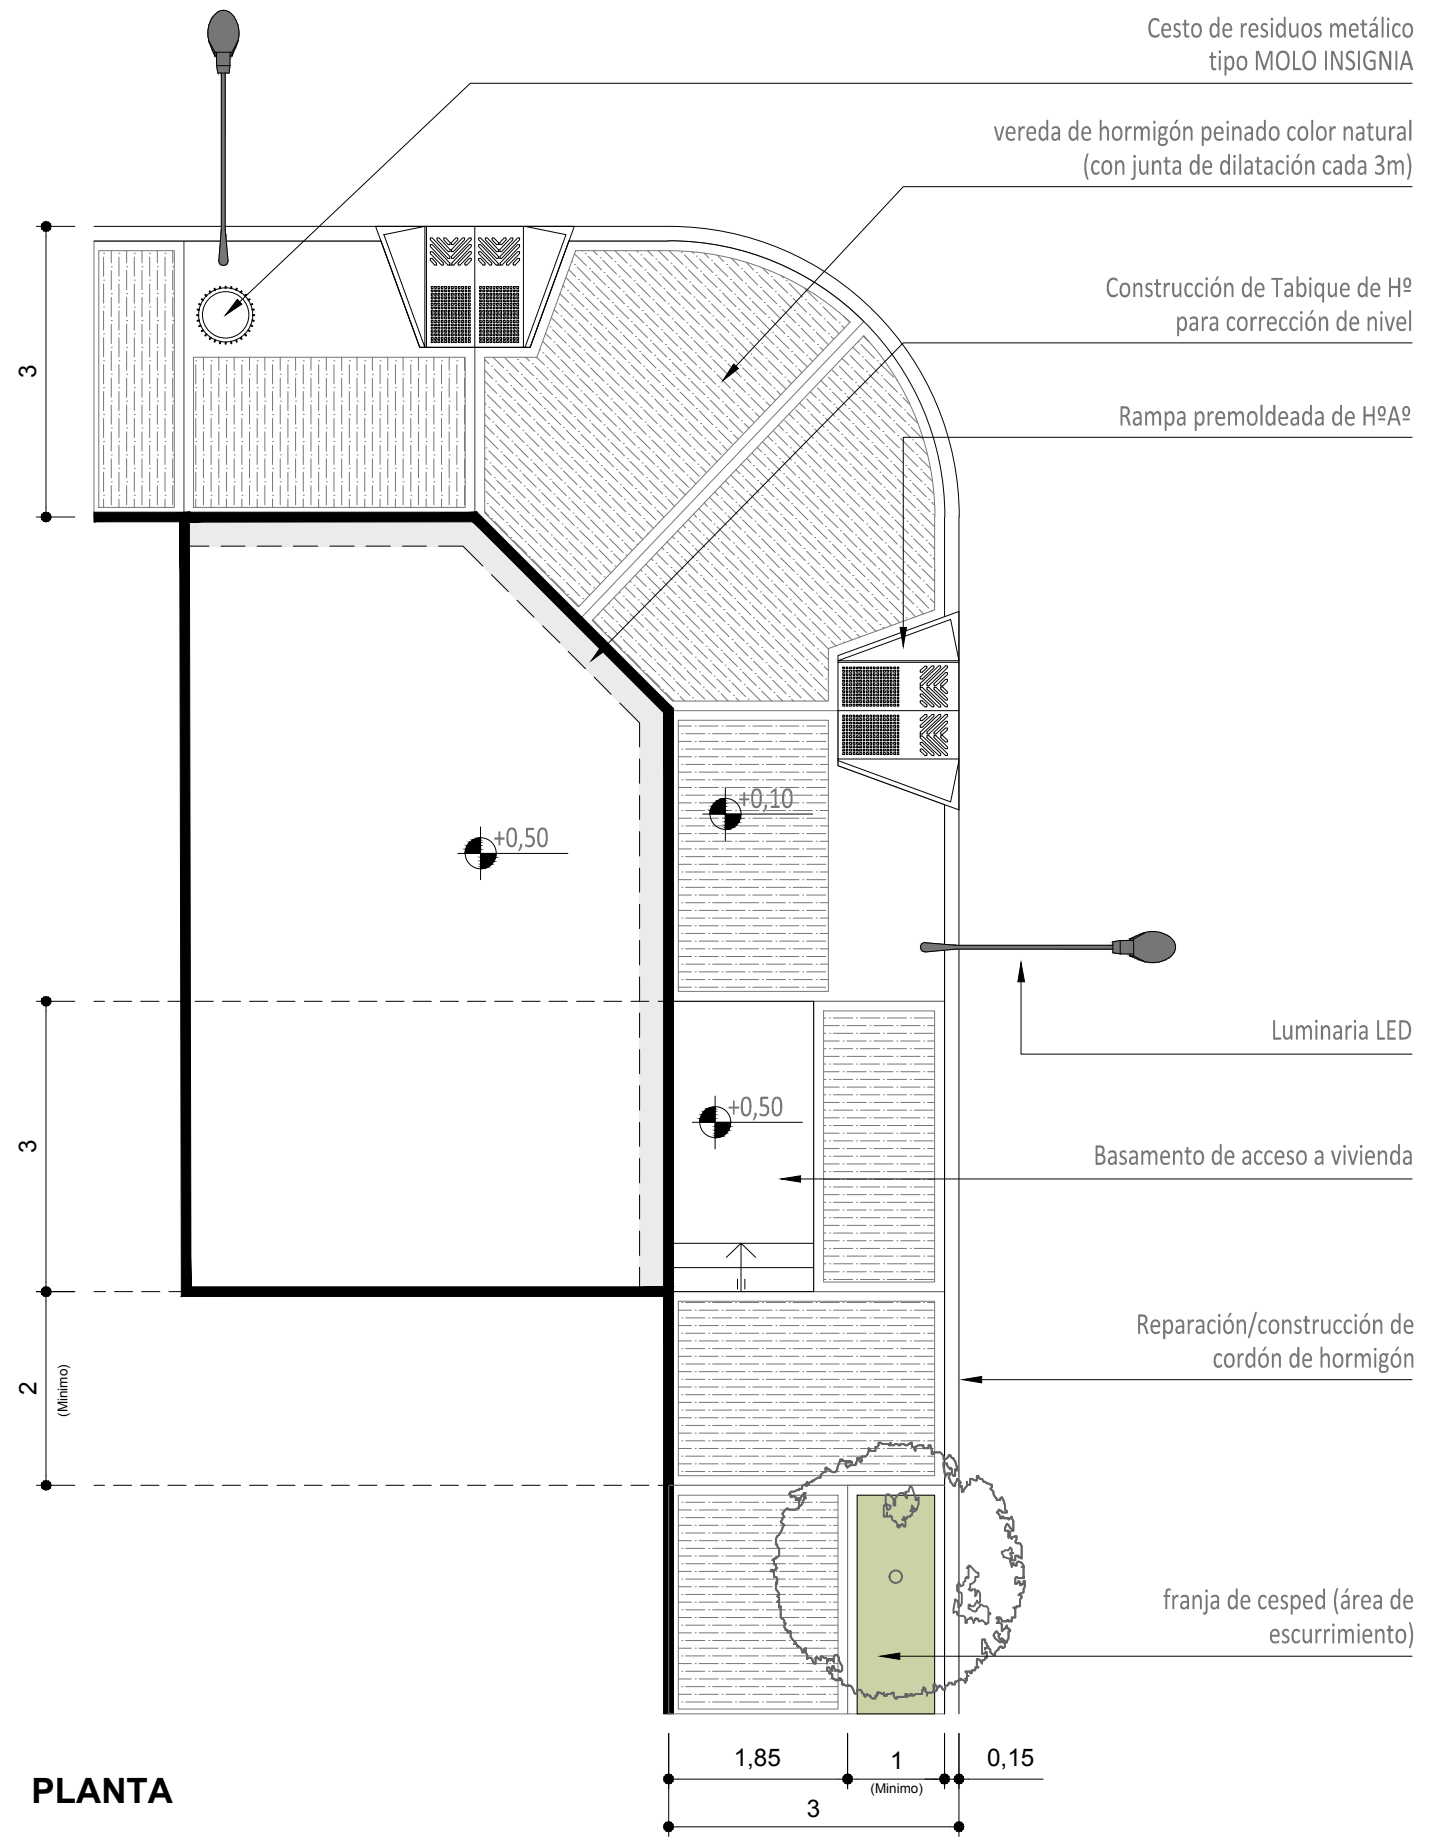 Cesto de residuos metálico
tipo MOLO INSIGNIA
vereda de hormigón peinado color natural
(con junta de dilatación cada 3m)
Construcción de Tabique de Hº
para corrección de nivel
Rampa premoldeada de HºAº
3
+0,10
+0,50
Luminaria LED
+0,50
3
Basamento de acceso a vivienda
Reparación/construcción de
cordón de hormigón
2
(Minimo)
franja de cesped (área de
escurrimiento)
1,85
1
(Minimo)
0,15
3
PLANTA